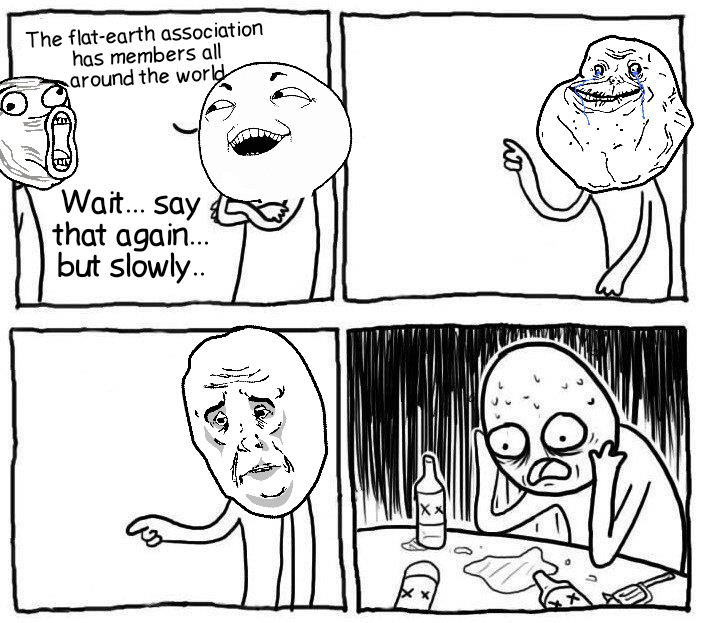 The flat-earth association
has members all
around the world
Wait... say
that again...
but slowly..
X X
X X
X X